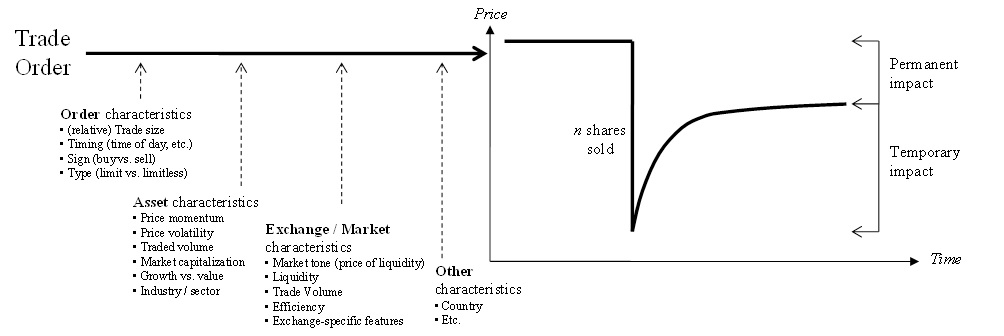 Trade
Order
Order characteristics
▪ (relative) Trade size
▪ Timing (time of day, etc.)
▪ Sign (buy vs. sell)
▪ Type (limit vs. limitless)
Asset characteristics
▪ Price momentum
▪ Price volatility
▪ Traded volume
▪ Market capitalization
▪ Growth vs. value
▪ Industry / sector
Exchange / Market
characteristics
▪ Market tone (price of liquidity)
▪ Liquidity
▪ Trade Volume
▪ Efficiency
▪ Exchange-specific features
Other
characteristics
▪ Country
▪ Etc.
Price
n shares
sold
Permanent
impact
Temporary
impact
Time